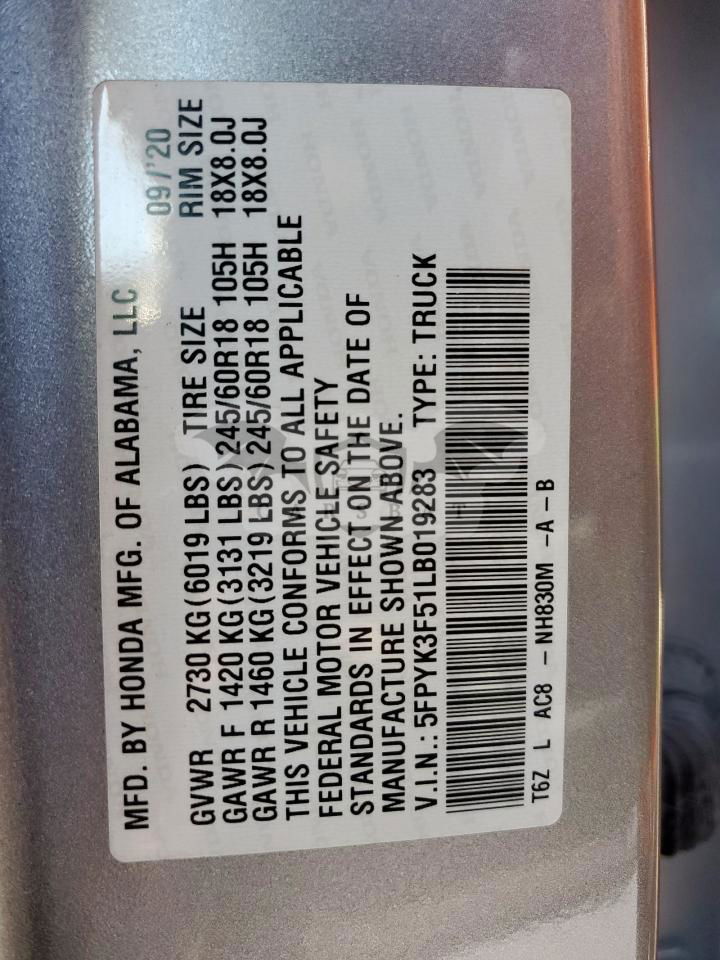 MFD. BY HONDA MFG. OF ALABAMA, LLC 09/'20
GVWR 2730 KG(6019 LBS) TIRE SIZE RIM SIZE
GAWR F 1420 KG(3131 LBS) 245/60R18 105H 18X8.0J
GAWR R 1460 KG(3219 LBS) 245/60R18 105H 18X8.0J
THIS VEHICLE CONFORMS TO ALL APPLICABLE
FEDERAL MOTOR VEHICLE SAFETY
STANDARDS IN EFFECT ON THE DATE OF
MANUFACTURE SHOWN ABOVE.
V.I.N.: 5FPYK3F51LB019283 TYPE: TRUCK
T6Z L AC8 - NH830M -A-B